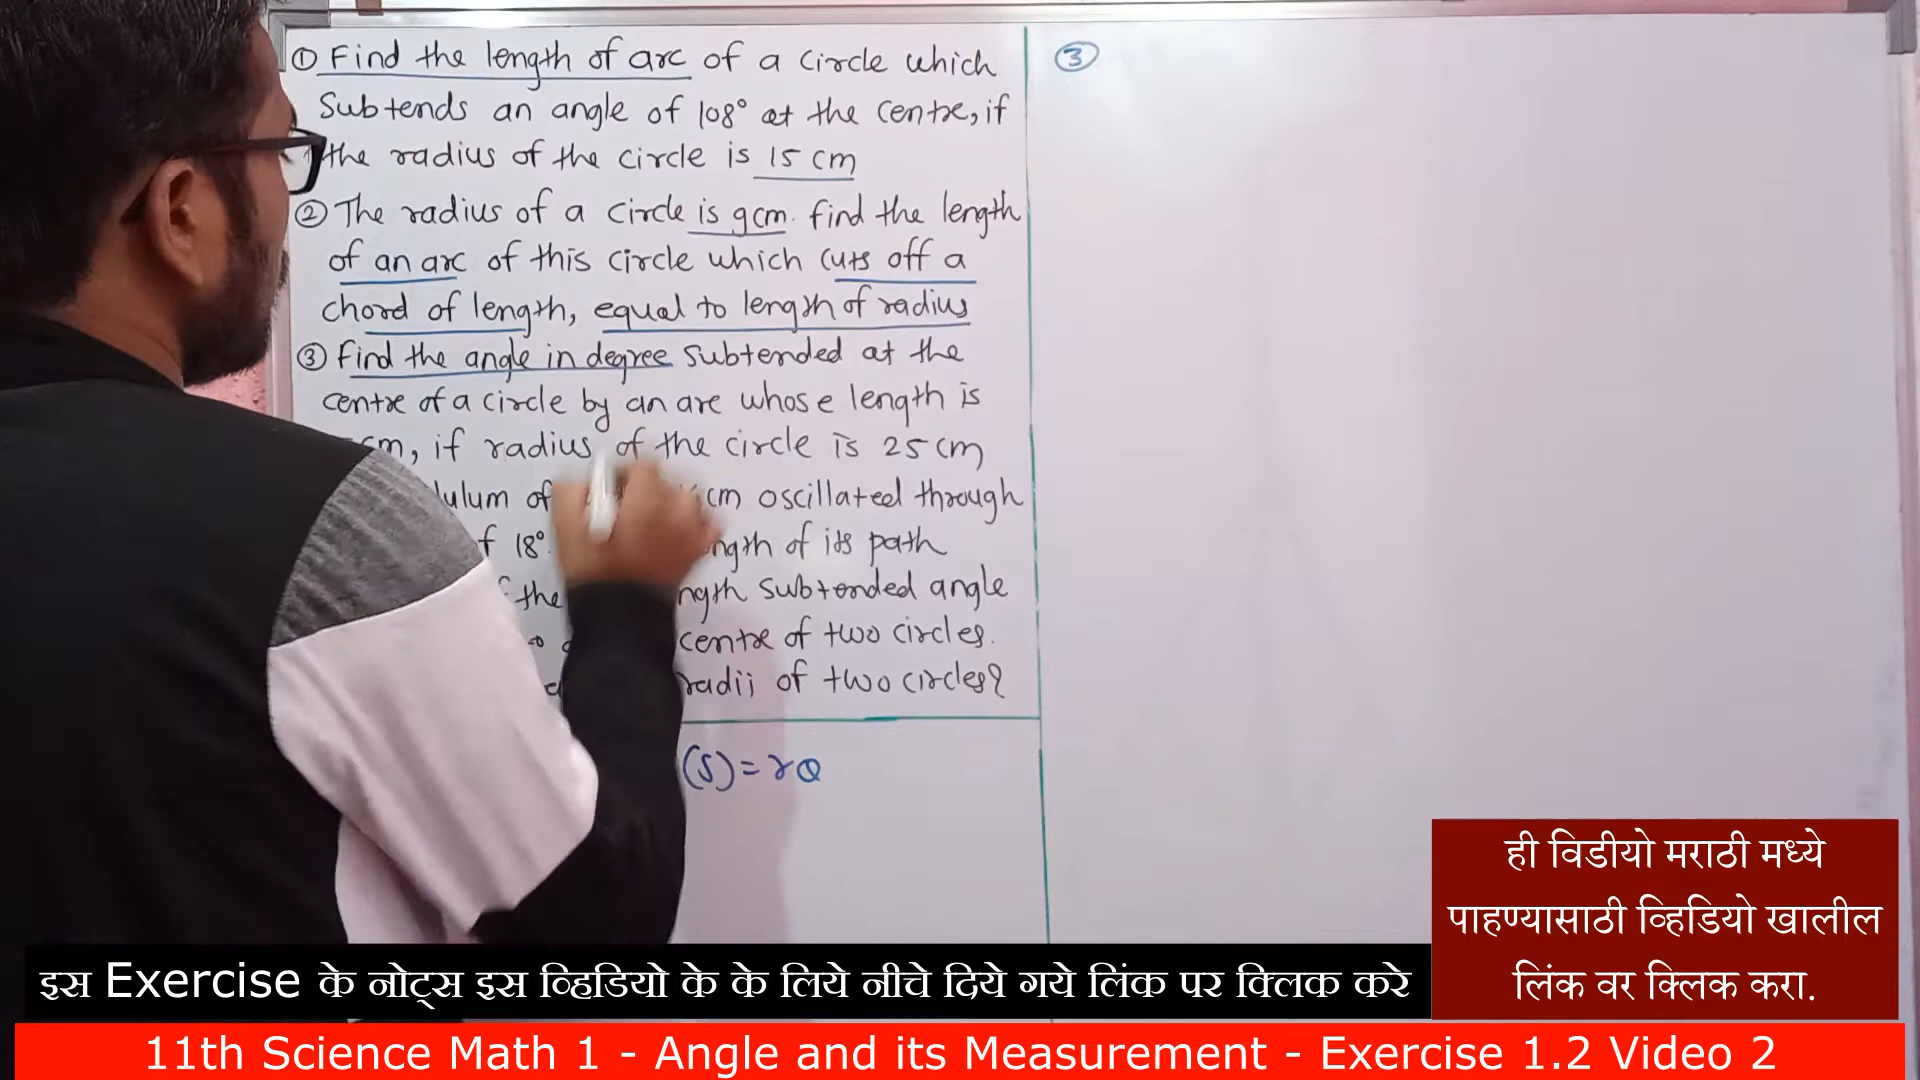 ① Find the length of arc of a circle which
subtends an angle of 108° at the centre, if
the radius of the circle is 15 cm
② The radius of a circle is 9cm. find the length
of an arc of this circle which cuts off a
chord of length, equal to length of radius
③ Find the angle in degree subtended at the
centre of a circle by an arc whose length is
cm, if radius of the circle is 25 cm
cm oscillated through
of 18°. its path
the subtended angle
centre of two circles.
radii of two circles?
(S) = rθ
③
ही विडीयो मराठी मध्ये
पाहण्यासाठी व्हिडियो खालील
लिंक वर क्लिक करा.
इस Exercise के नोट्स इस व्हिडियो के के लिये नीचे दिये गये लिंक पर क्लिक करे
11th Science Math 1 - Angle and its Measurement - Exercise 1.2 Video 2